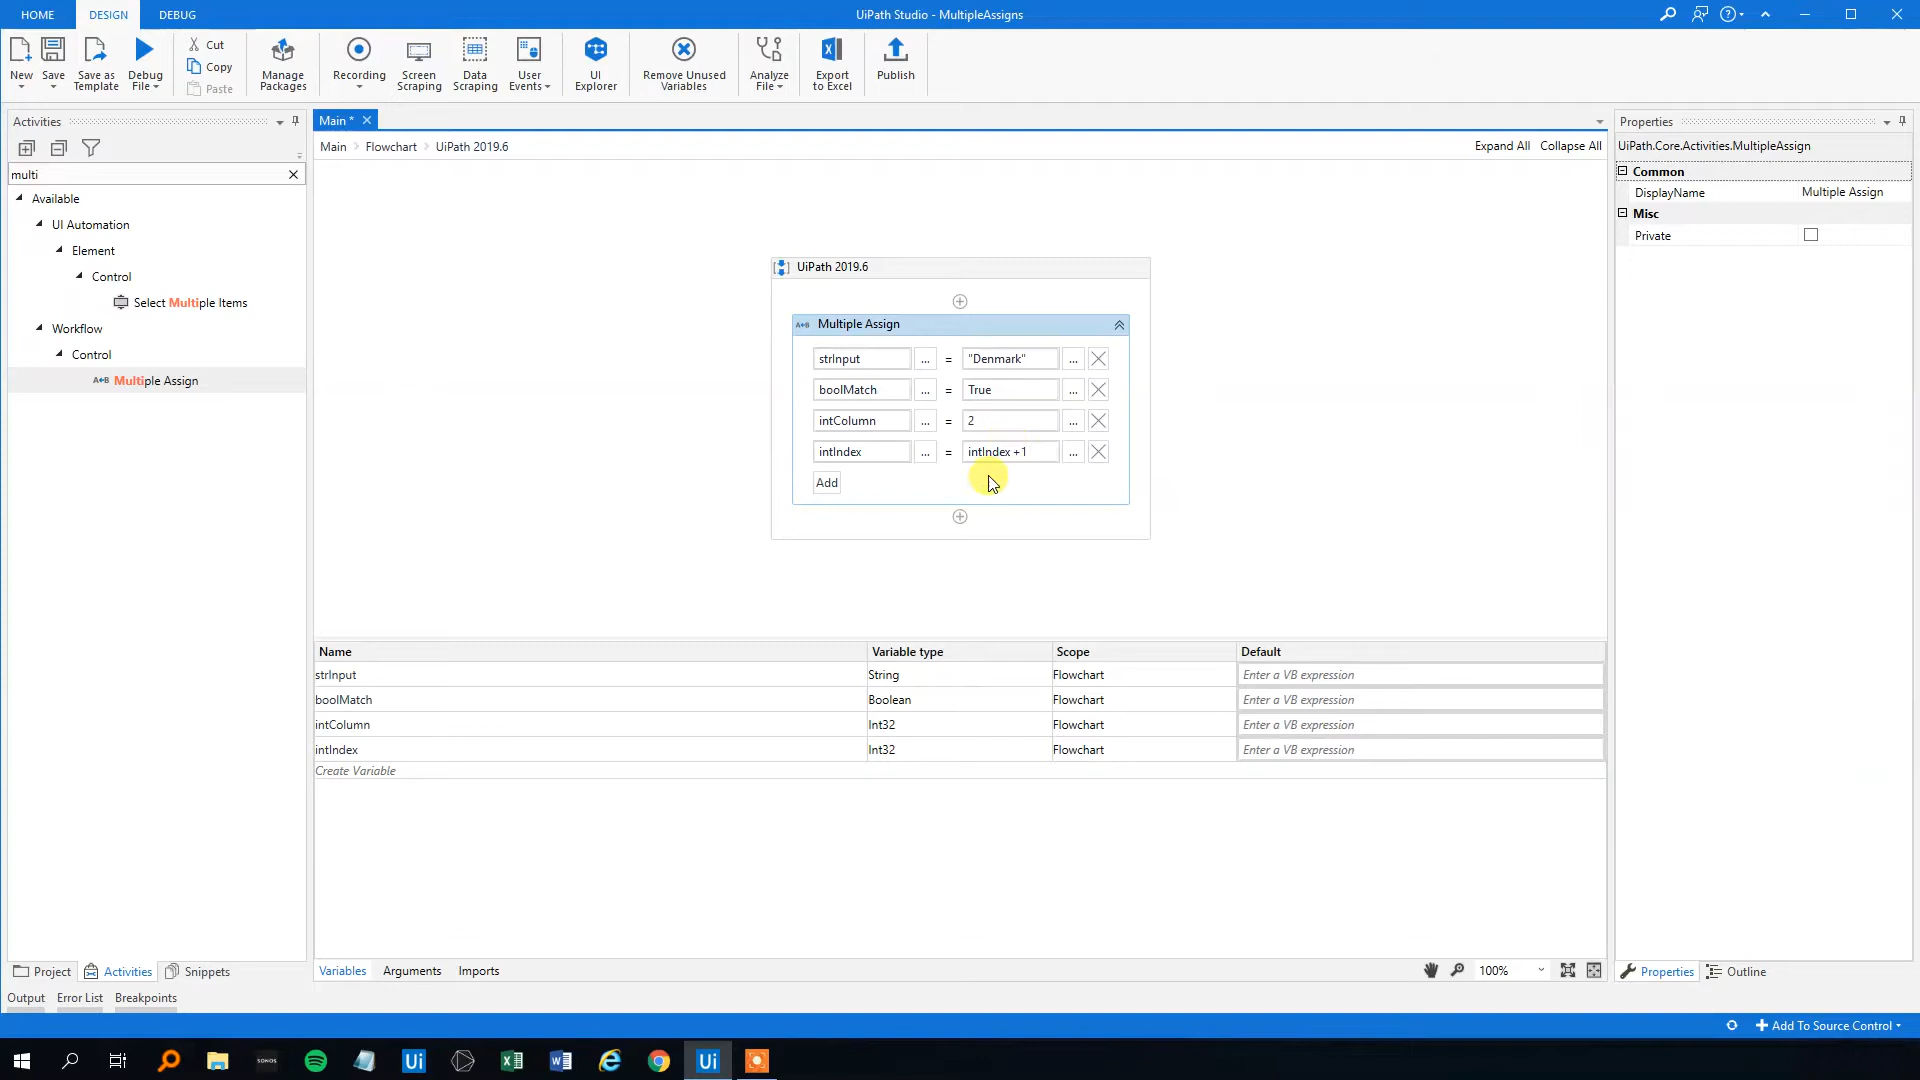 HOME DESIGN DEBUG
UiPath Studio - MultipleAssigns
New Save Save as Template Debug File
Cut
Copy
Paste
Manage Packages
Recording
Screen Scraping
Data Scraping
User Events
UI Explorer
Remove Unused Variables
Analyze File
Export to Excel
Publish
Activities
multi
Available
UI Automation
Element
Control
Select Multiple Items
Workflow
Control
A+B Multiple Assign
Main *
Main > Flowchart > UiPath 2019.6
Expand All Collapse All
UiPath 2019.6
A+B Multiple Assign
strInput ... = "Denmark" ...
boolMatch ... = True ...
intColumn ... = 2 ...
intIndex ... = intIndex +1 ...
Add
Name Variable type Scope Default
strInput String Flowchart Enter a VB expression
boolMatch Boolean Flowchart Enter a VB expression
intColumn Int32 Flowchart Enter a VB expression
intIndex Int32 Flowchart Enter a VB expression
Create Variable
Variables Arguments Imports
100%
Properties
UiPath.Core.Activities.MultipleAssign
Common
DisplayName Multiple Assign
Misc
Private
Project Activities Snippets
Properties Outline
Output Error List Breakpoints
Add To Source Control
SONOS
Ui
Ui